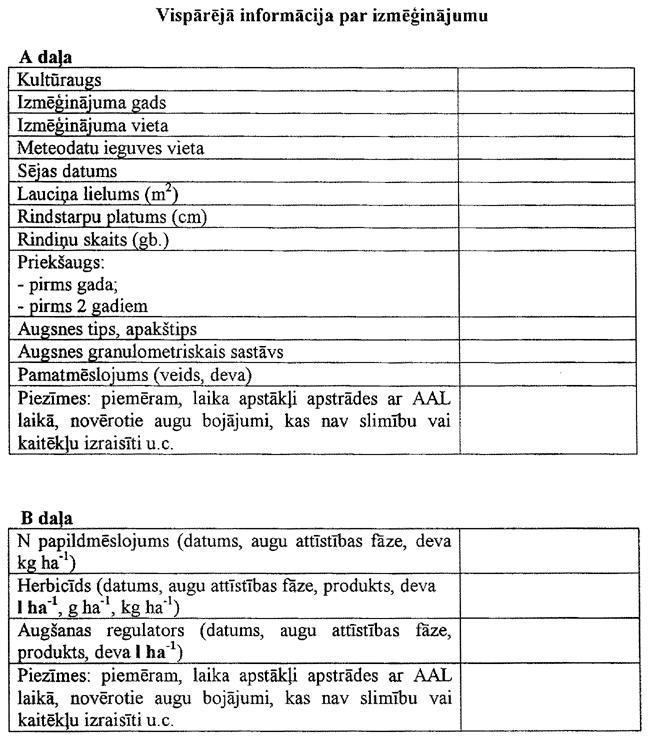 Vispārējā informācija par izmēģinājumu
A daļa
Kultūraugs
Izmēģinājuma gads
Izmēģinājuma vieta
Meteodatu ieguves vieta
Sējas datums
Lauciņa lielums (m²)
Rindstarpu platums (cm)
Rindiņu skaits (gb.)
Priekšaugs:
- pirms gada;
- pirms 2 gadiem
Augsnes tips, apakštips
Augsnes granulometriskais sastāvs
Pamatmēslojums (veids, deva)
Piezīmes: piemēram, laika apstākļi apstrādes ar AAL
laikā, novērotie augu bojājumi, kas nav slimību vai
kaitēkļu izraisīti u.c.
B daļa
N papildmēslojums (datums, augu attīstības fāze, deva
kg ha⁻¹)
Herbicīds (datums, augu attīstības fāze, produkts, deva
l ha⁻¹, g ha⁻¹, kg ha⁻¹)
Augšanas regulators (datums, augu attīstības fāze,
produkts, deva l ha⁻¹)
Piezīmes: piemēram, laika apstākļi apstrādes ar AAL
laikā, novērotie augu bojājumi, kas nav slimību vai
kaitēkļu izraisīti u.c.